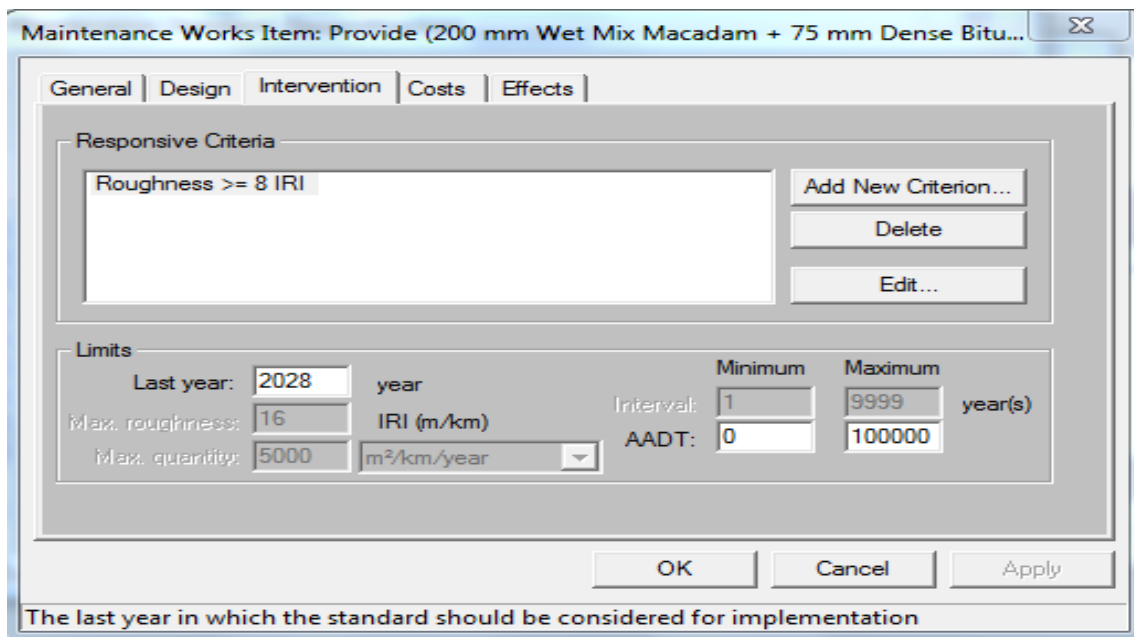 Maintenance Works Item: Provide (200 mm Wet Mix Macadam + 75 mm Dense Bitu...
General Design Intervention Costs Effects
Responsive Criteria
Roughness >= 8 IRI
Add New Criterion...
Delete
Edit...
Limits
Minimum Maximum
Last year: 2028 year
Interval: 1 9999 year(s)
Max. roughness: 16 IRI (m/km)
AADT: 0 100000
Max. quantity: 5000 m²/km/year
OK Cancel Apply
The last year in which the standard should be considered for implementation